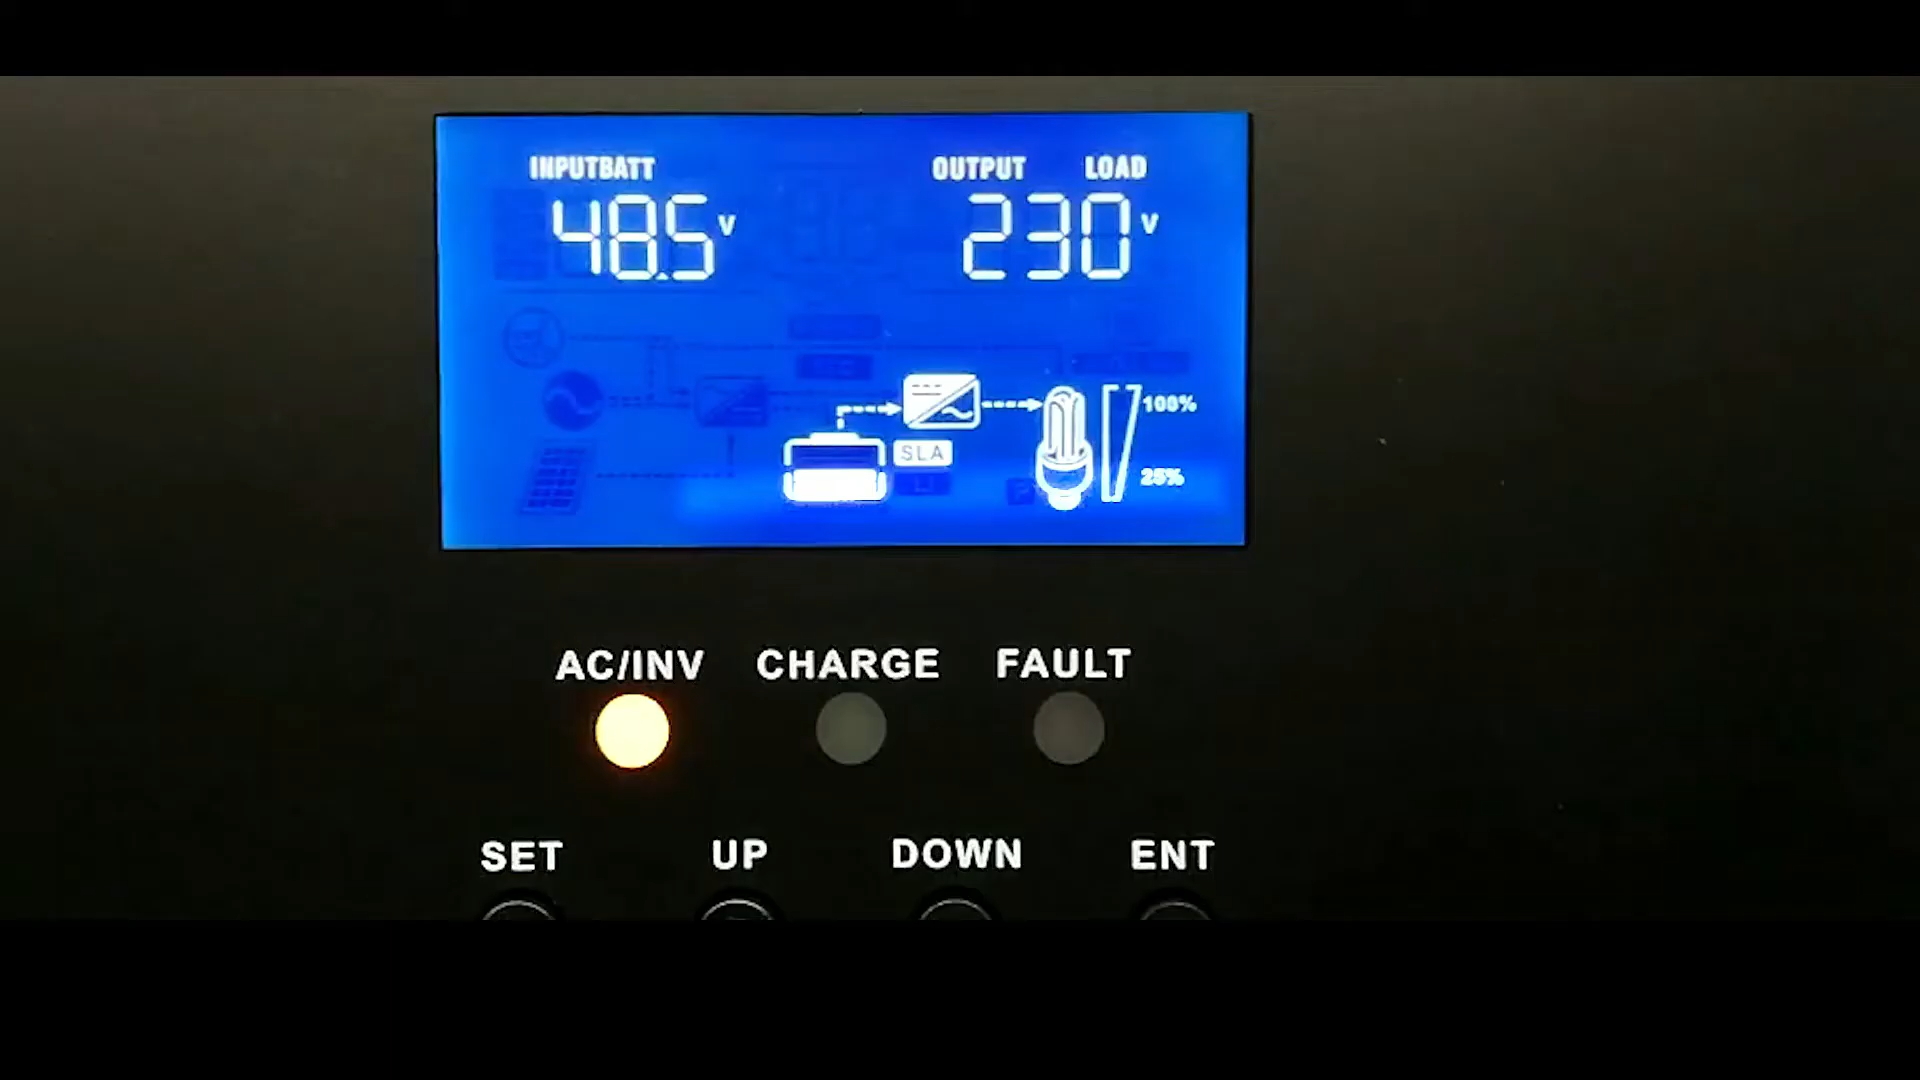 INPUTBATT OUTPUT LOAD
48.5V 230V
100%
SLA
25%
AC/INV CHARGE FAULT
SET UP DOWN ENT